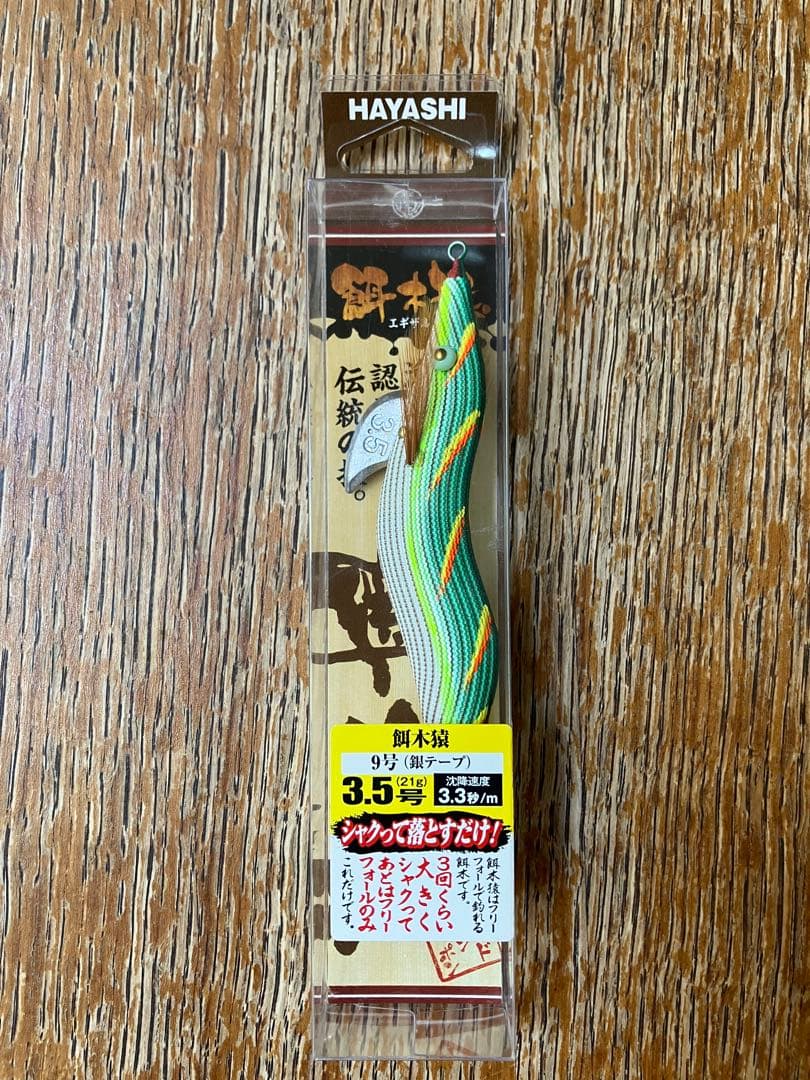 HAYASHI
餌木
エギザル
認
伝統の
3.5
餌木猿
9号(銀テープ)
3.5号
(21g)
沈降速度
3.3秒/m
シャクって落とすだけ!
餌木猿はフリー
フォールで釣れる
餌木です。
3回くらい
大きく
シャクって
あとはフリー
フォールのみ
これだけです。